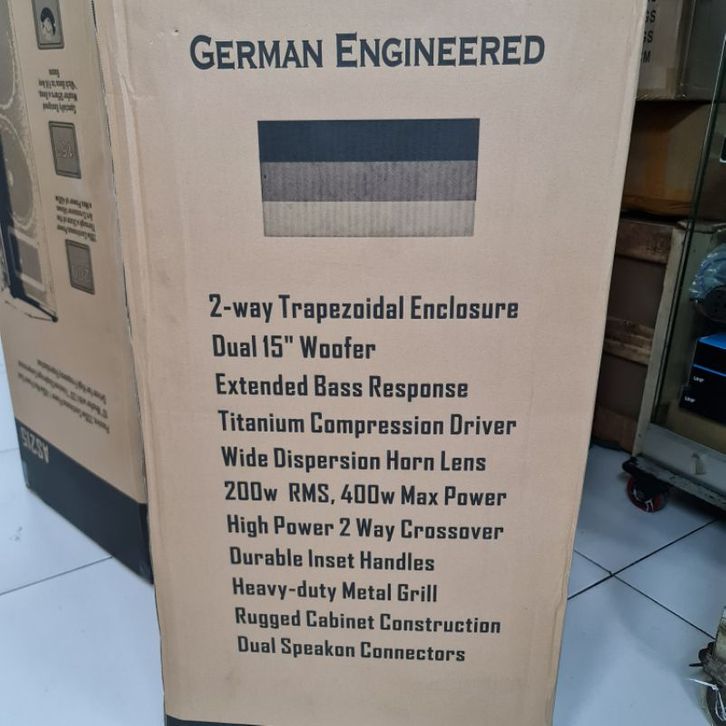 GERMAN ENGINEERED
2-way Trapezoidal Enclosure
Dual 15" Woofer
Extended Bass Response
Titanium Compression Driver
Wide Dispersion Horn Lens
200w RMS, 400w Max Power
High Power 2 Way Crossover
Durable Inset Handles
Heavy-duty Metal Grill
Rugged Cabinet Construction
Dual Speakon Connectors
AS215